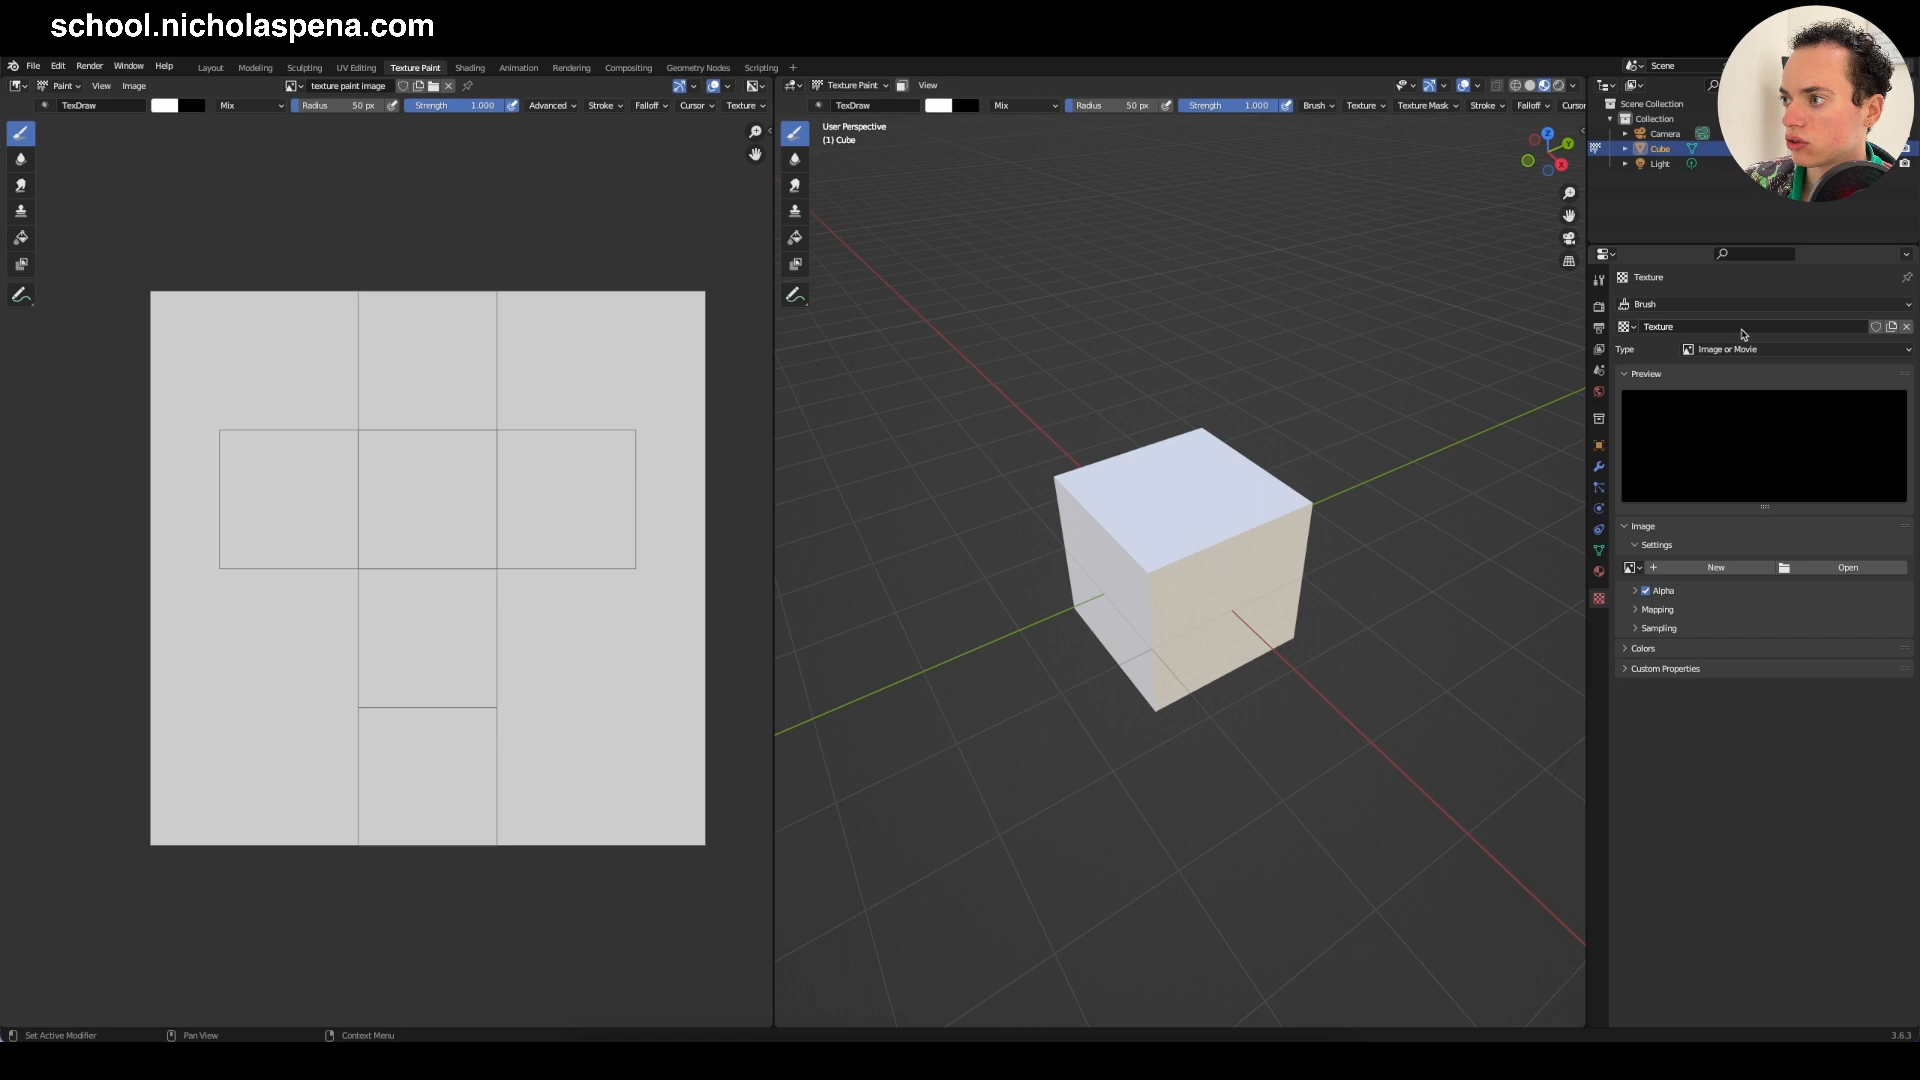 school.nicholaspena.com
File Edit Render Window Help Layout Modeling Sculpting UV Editing Texture Paint Shading Animation Rendering Compositing Geometry Nodes Scripting + Scene
Paint View Image texture paint image
TexDraw Mix Radius 50 px Strength 1.000 Advanced Stroke Falloff Cursor Texture
Texture Paint View
TexDraw Mix Radius 50 px Strength 1.000 Brush Texture Texture Mask Stroke Falloff Cursor
User Perspective
(1) Cube
Z
Y
X
Scene Collection
Collection
Camera
Cube
Light
Texture
Brush
Texture
Type Image or Movie
Preview
Image
Settings
+ New Open
Alpha
Mapping
Sampling
Colors
Custom Properties
Set Active Modifier Pan View Context Menu 3.6.3